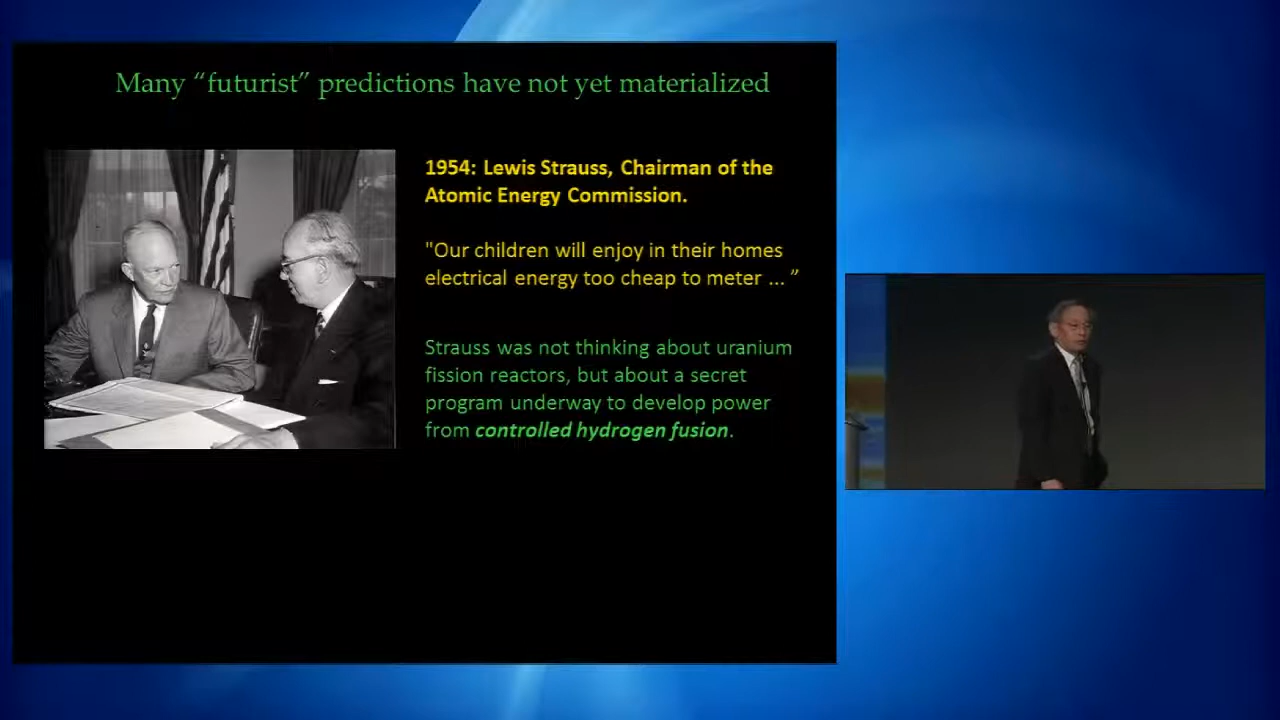 Many “futurist” predictions have not yet materialized
1954: Lewis Strauss, Chairman of the
Atomic Energy Commission.
"Our children will enjoy in their homes
electrical energy too cheap to meter ...”
Strauss was not thinking about uranium
fission reactors, but about a secret
program underway to develop power
from controlled hydrogen fusion.